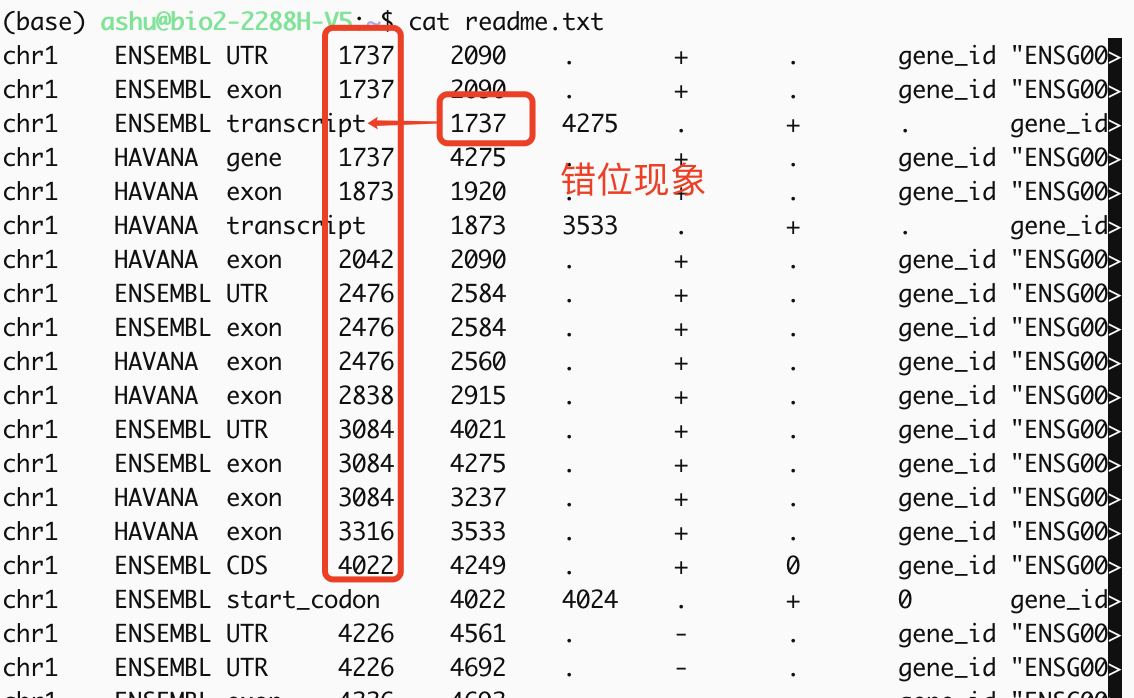 (base) ashu@bio2-2288H-V5:~$ cat readme.txt
chr1 ENSEMBL UTR 1737 2090 . + . gene_id "ENSG00>
chr1 ENSEMBL exon 1737 2090 . + . gene_id "ENSG00>
chr1 ENSEMBL transcript 1737 4275 . + . gene_id>
chr1 HAVANA gene 1737 4275 . + . gene_id "ENSG00>
错位现象
chr1 HAVANA exon 1873 1920 . + . gene_id "ENSG00>
chr1 HAVANA transcript 1873 3533 . + . gene_id>
chr1 HAVANA exon 2042 2090 . + . gene_id "ENSG00>
chr1 ENSEMBL UTR 2476 2584 . + . gene_id "ENSG00>
chr1 ENSEMBL exon 2476 2584 . + . gene_id "ENSG00>
chr1 HAVANA exon 2476 2560 . + . gene_id "ENSG00>
chr1 HAVANA exon 2838 2915 . + . gene_id "ENSG00>
chr1 ENSEMBL UTR 3084 4021 . + . gene_id "ENSG00>
chr1 ENSEMBL exon 3084 4275 . + . gene_id "ENSG00>
chr1 HAVANA exon 3084 3237 . + . gene_id "ENSG00>
chr1 HAVANA exon 3316 3533 . + . gene_id "ENSG00>
chr1 ENSEMBL CDS 4022 4249 . + 0 gene_id "ENSG00>
chr1 ENSEMBL start_codon 4022 4024 . + 0 gene_id>
chr1 ENSEMBL UTR 4226 4561 . - . gene_id "ENSG00>
chr1 ENSEMBL UTR 4226 4692 . - . gene_id "ENSG00>